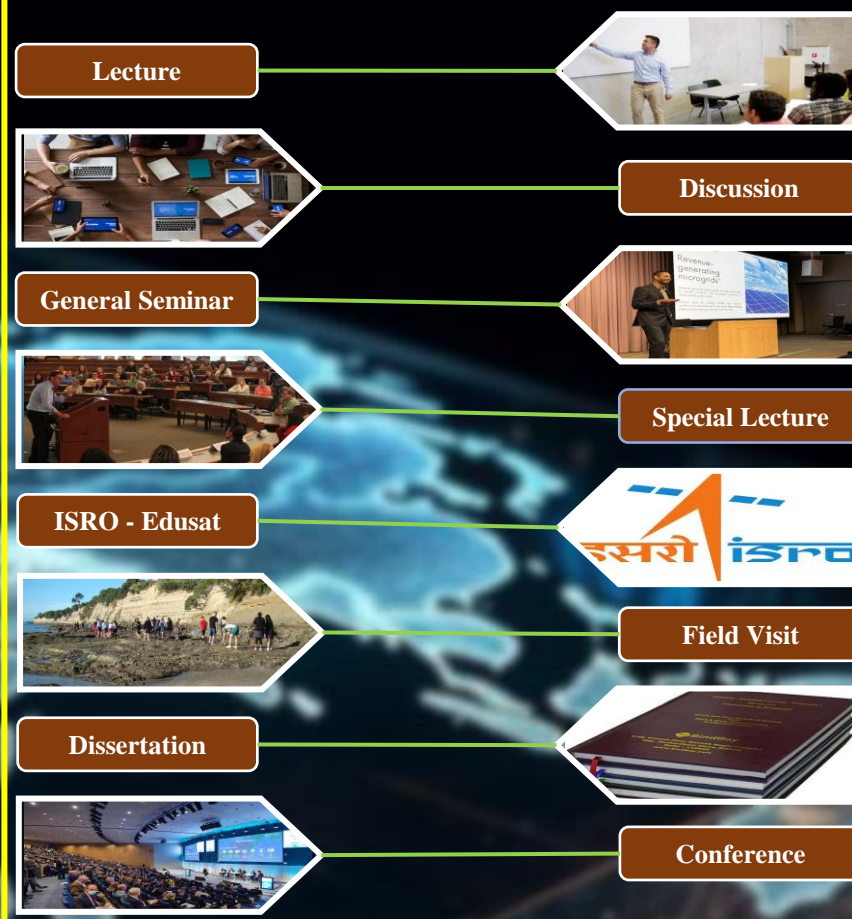 Lecture
Discussion
General Seminar
Revenue-
generating
microgrids
Special Lecture
ISRO - Edusat
इसरो isro
Field Visit
Dissertation
Conference